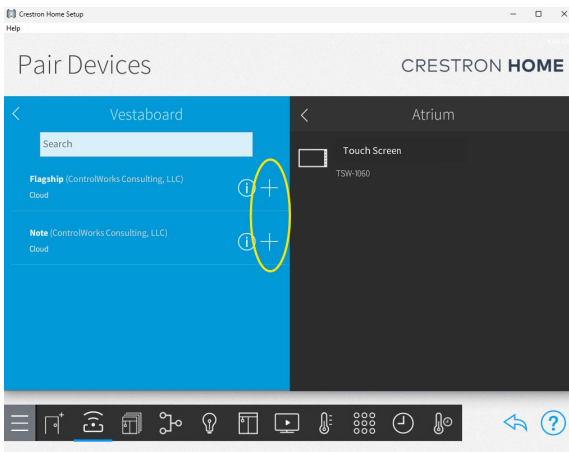 Crestron Home Setup
Help
Pair Devices
CRESTRON HOME
Vestaboard
Atrium
Search
Flagship (ControlWorks Consulting, LLC)
Cloud
Note (ControlWorks Consulting, LLC)
Cloud
Touch Screen
TSW-1060